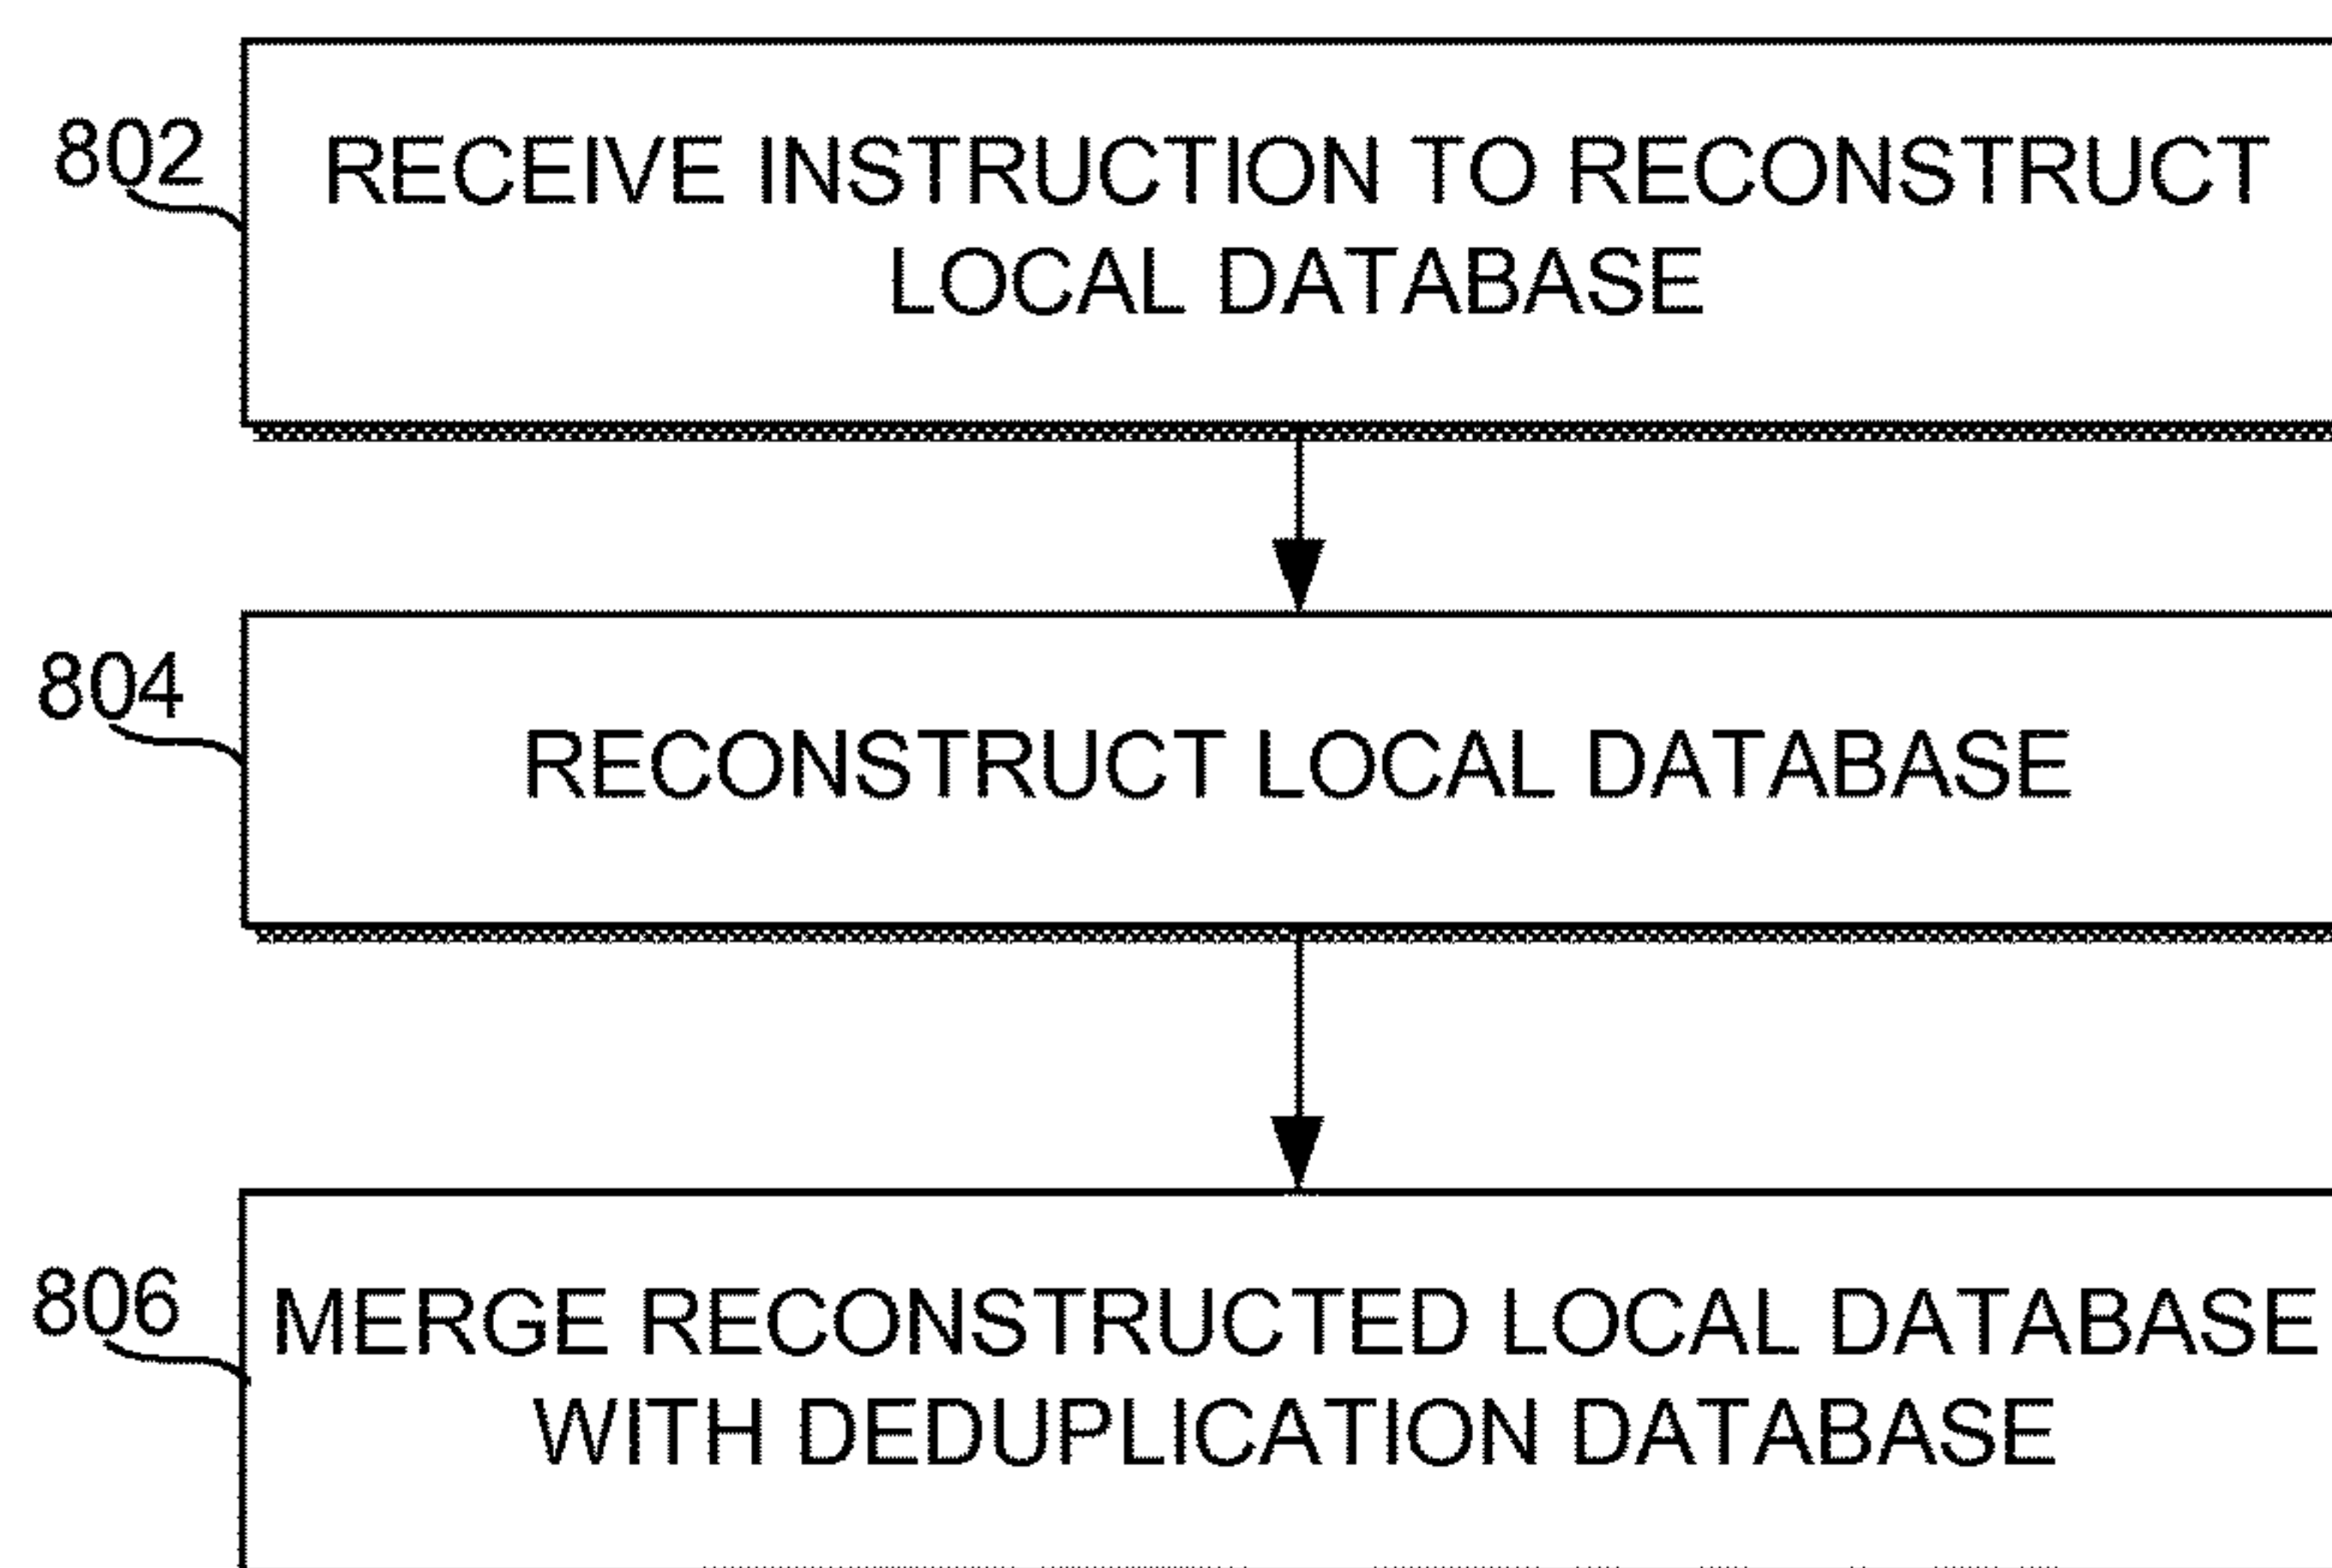 802
RECEIVE INSTRUCTION TO RECONSTRUCT
LOCAL DATABASE
804
RECONSTRUCT LOCAL DATABASE
806
MERGE RECONSTRUCTED LOCAL DATABASE
WITH DEDUPLICATION DATABASE